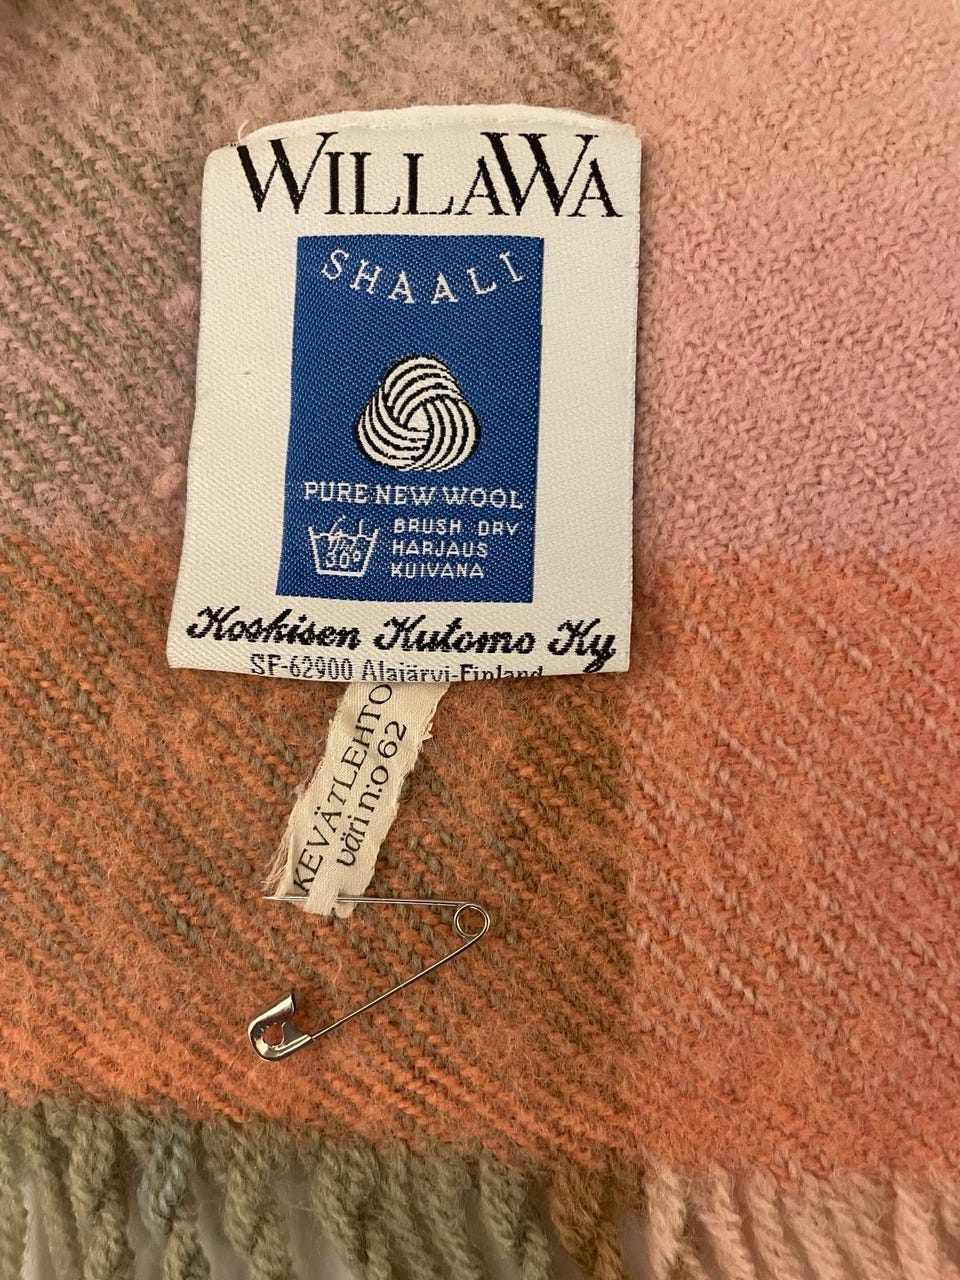 WILLAWA
SHAALI
PURE NEW WOOL
30°
BRUSH DRY
HARJAUS
KUIVANA
Koskisen Kutomo Ky
SF-62900 Alajärvi-Finland
KEVÄTLEHTO
väri n:o 62